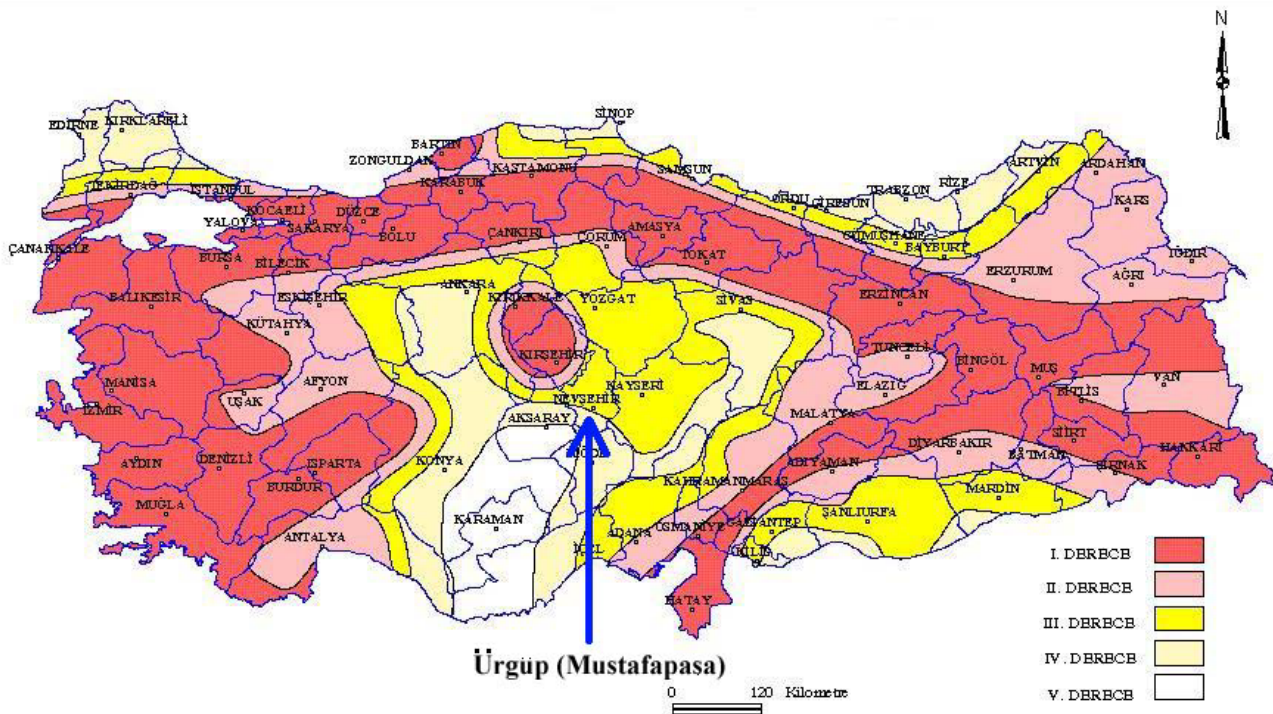 N
SİNOP
EDİRNE
KIRKLARELİ
BARTIN
ZONGULDAK
KASTAMONU
SAMSUN
ARTVİN
ARDAHAN
TEKİRDAĞ
İSTANBUL
KARABUK
ORDU
GİRESUN
TRABZON
RİZE
KARS
YALOVA
KOCAELİ
SAKARYA
DÜZCE
BOLU
ÇANKIRI
ÇORUM
AMASYA
TOKAT
GÜMÜŞHANE
BAYBURT
ÇANAKKALE
BURSA
BİLECİK
ERZURUM
AĞRI
IĞDIR
BALIKESİR
ESKİŞEHİR
ANKARA
KIRIKKALE
YOZGAT
SİVAS
ERZİNCAN
KÜTAHYA
KIRŞEHİR
TUNCELİ
BİNGÖL
MUŞ
MANİSA
AFYON
UŞAK
KAYSERİ
ELAZIĞ
BİTLİS
VAN
İZMİR
NEVŞEHİR
AKSARAY
MALATYA
DİYARBAKIR
SİİRT
HAKKARİ
AYDIN
DENİZLİ
ISPARTA
BURDUR
KONYA
KAHRAMANMARAŞ
ADIYAMAN
BATMAN
ŞIRNAK
MUĞLA
ANTALYA
KARAMAN
ADANA
OSMANİYE
GAZİANTEP
ŞANLIURFA
MARDİN
İÇEL
KİLİS
HATAY
I. DERECE
II. DERECE
III. DERECE
IV. DERECE
V. DERECE
Ürgüp (Mustafapasa)
0 120 Kilometre